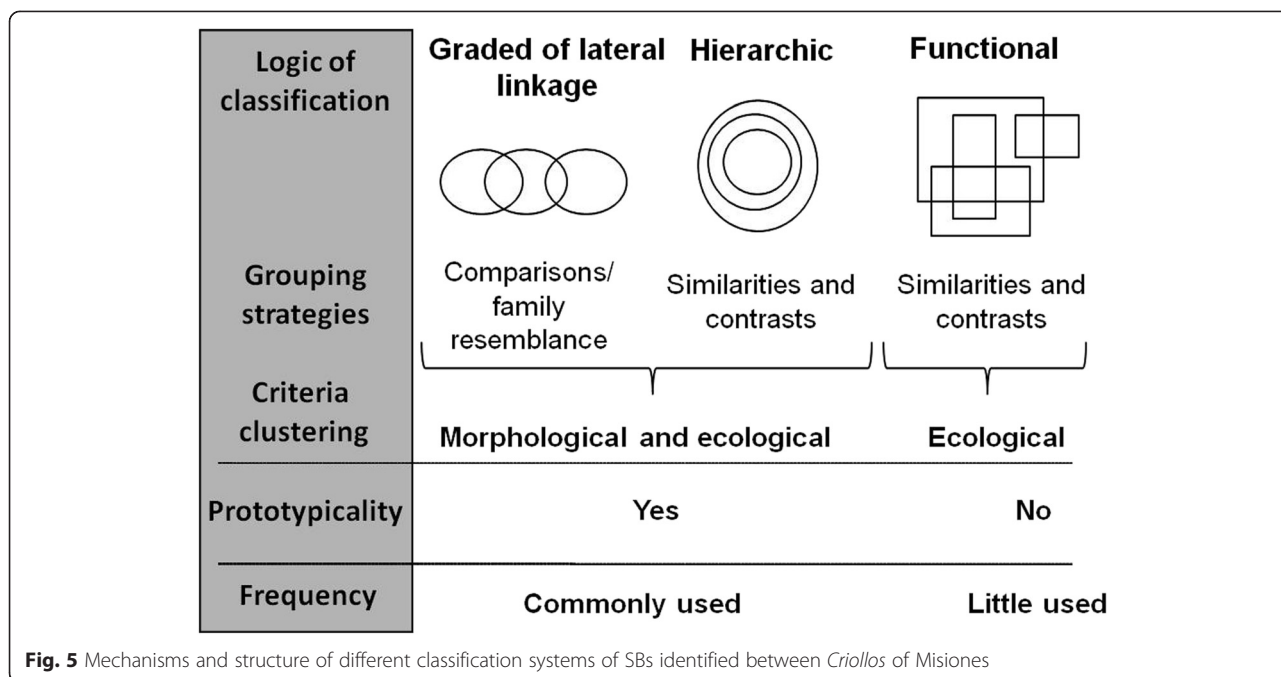 Logic of
classification
Graded of lateral
linkage
Hierarchic
Functional
Grouping
strategies
Comparisons/
family
resemblance
Similarities and
contrasts
Similarities and
contrasts
Criteria
clustering
Morphological and ecological
Ecological
Prototypicality
Yes
No
Frequency
Commonly used
Little used
Fig. 5 Mechanisms and structure of different classification systems of SBs identified between Criollos of Misiones